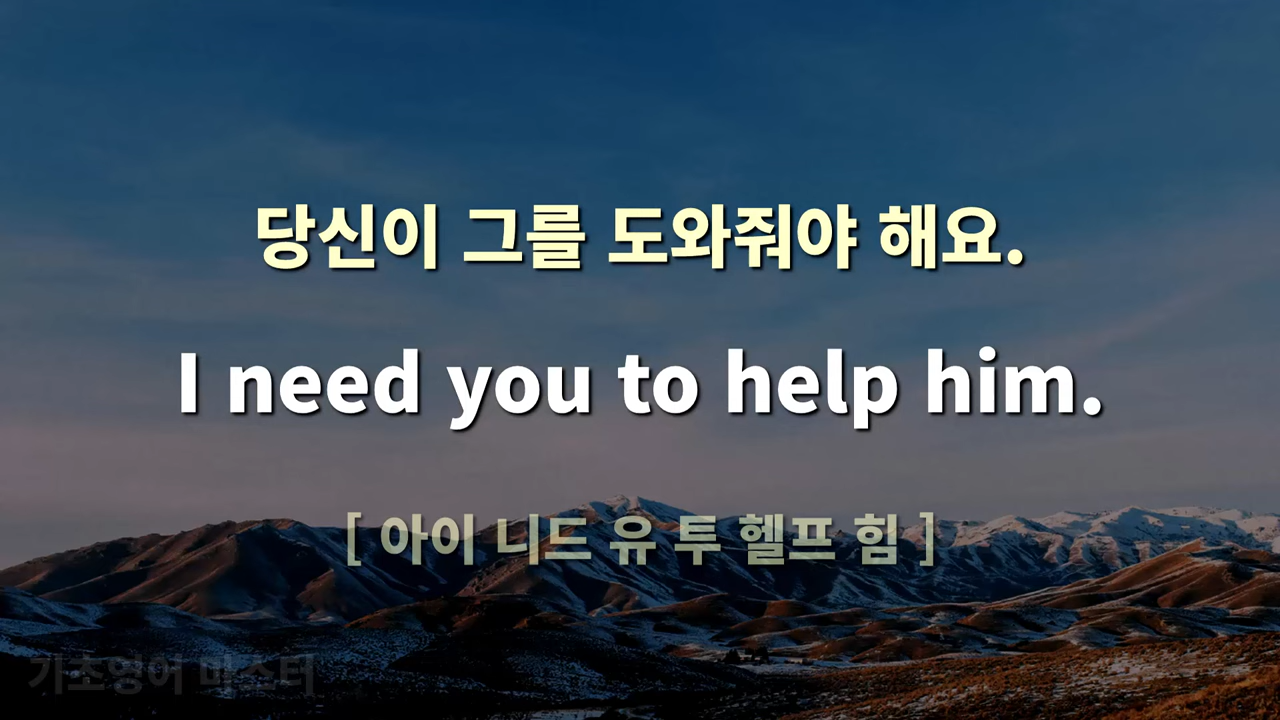 당신이 그를 도와줘야 해요.
I need you to help him.
[ 아이 니드 유 투 헬프 힘 ]
기초영어 마스터